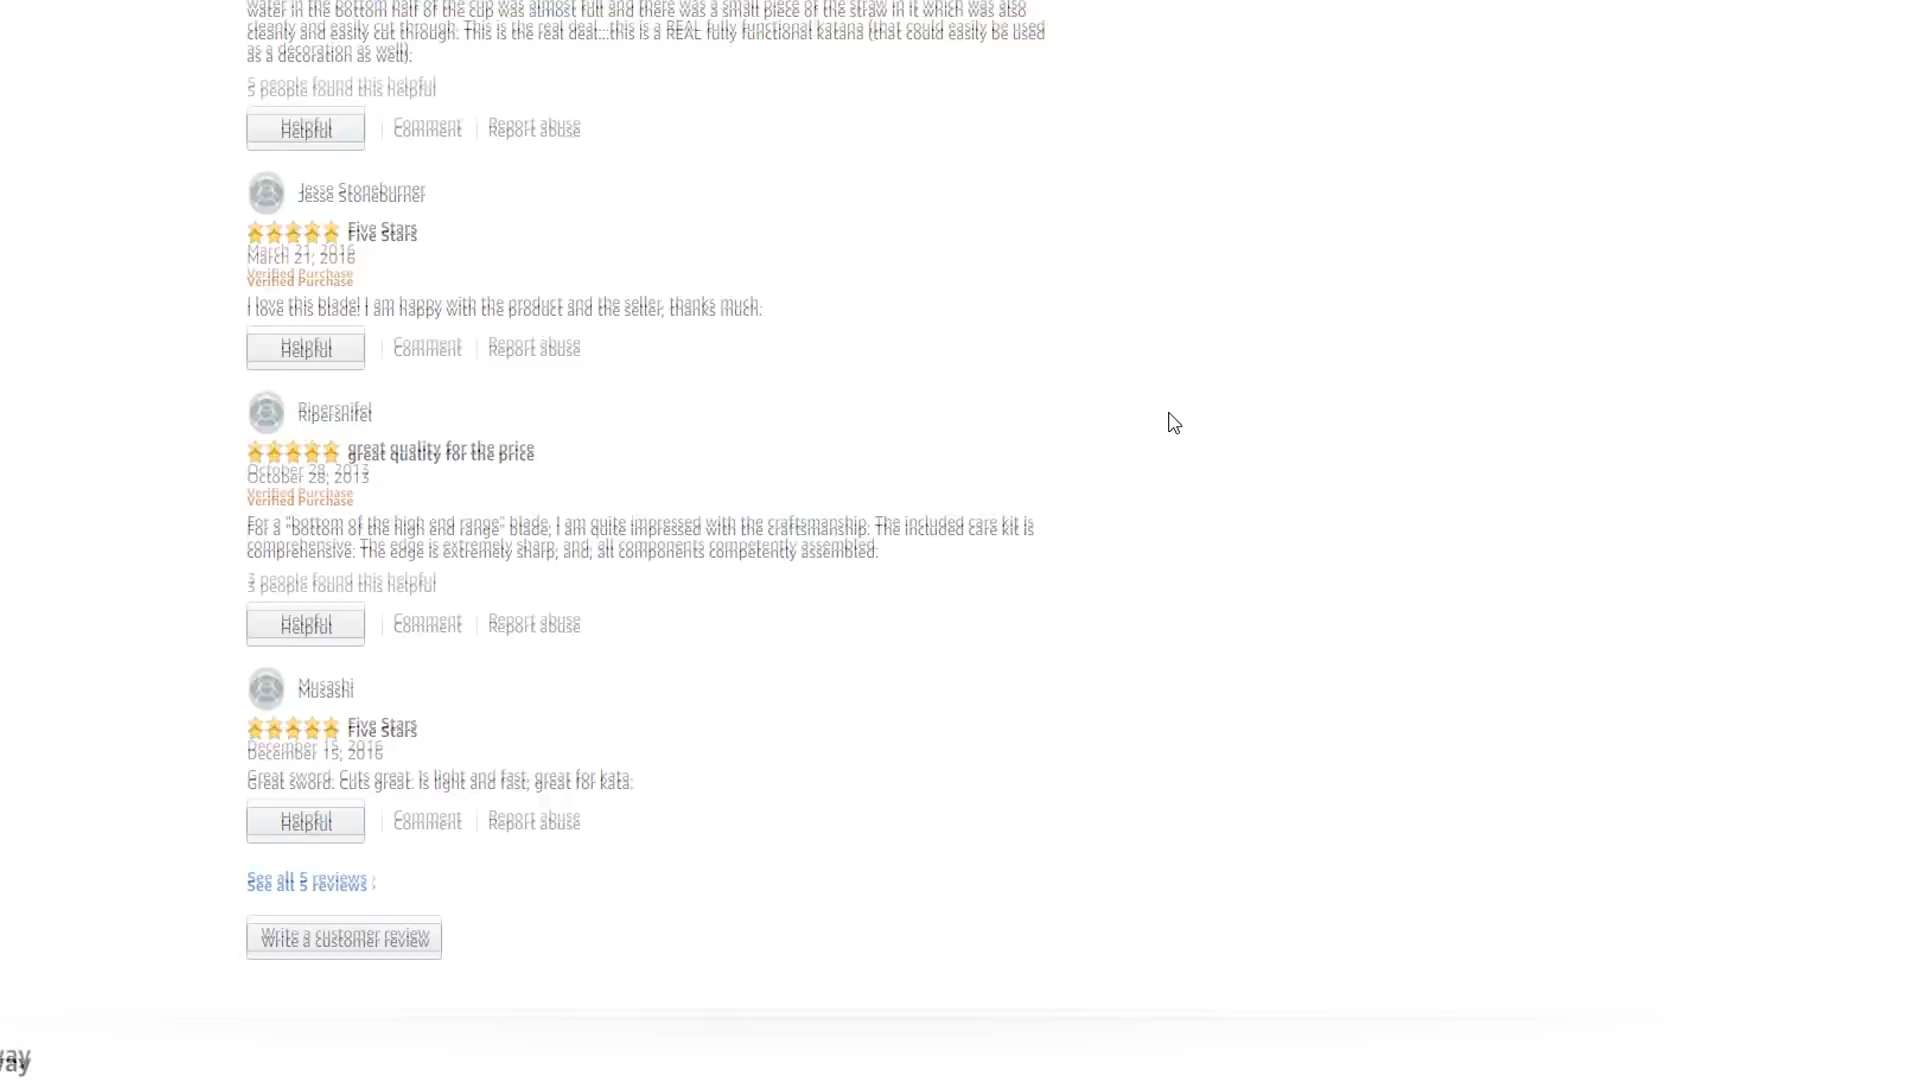 water in the bottom half of the cup was almost full and there was a small piece of the straw in it which was also
cleanly and easily cut through. This is the real deal...this is a REAL fully functional katana (that could easily be used
as a decoration as well).
5 people found this helpful
Helpful Comment Report abuse
Jesse Stoneburner
Five Stars
March 21, 2016
Verified Purchase
I love this blade! I am happy with the product and the seller, thanks much.
Helpful Comment Report abuse
Ripersnifel
great quality for the price
October 28, 2013
Verified Purchase
For a "bottom of the high end range" blade, I am quite impressed with the craftsmanship. The included care kit is
comprehensive. The edge is extremely sharp, and, all components competently assembled.
3 people found this helpful
Helpful Comment Report abuse
Musashi
Five Stars
December 15, 2016
Great sword. Cuts great. Is light and fast, great for kata.
Helpful Comment Report abuse
See all 5 reviews ›
Write a customer review
way